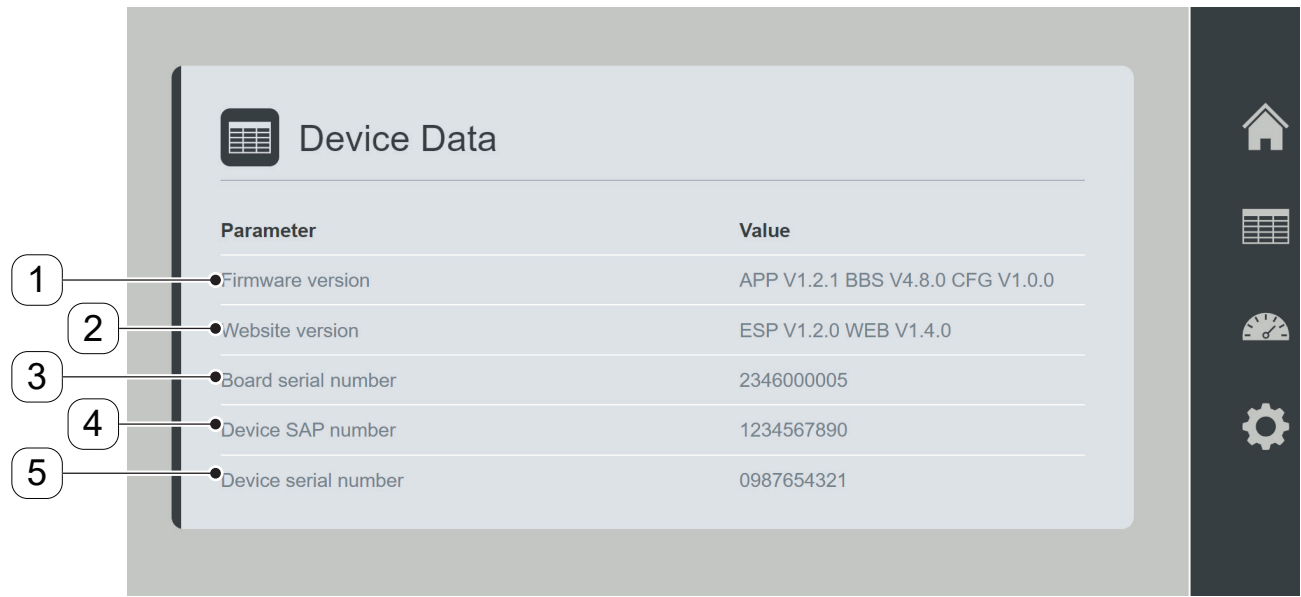 Device Data
Parameter Value
1 Firmware version APP V1.2.1 BBS V4.8.0 CFG V1.0.0
2 Website version ESP V1.2.0 WEB V1.4.0
3 Board serial number 2346000005
4 Device SAP number 1234567890
5 Device serial number 0987654321